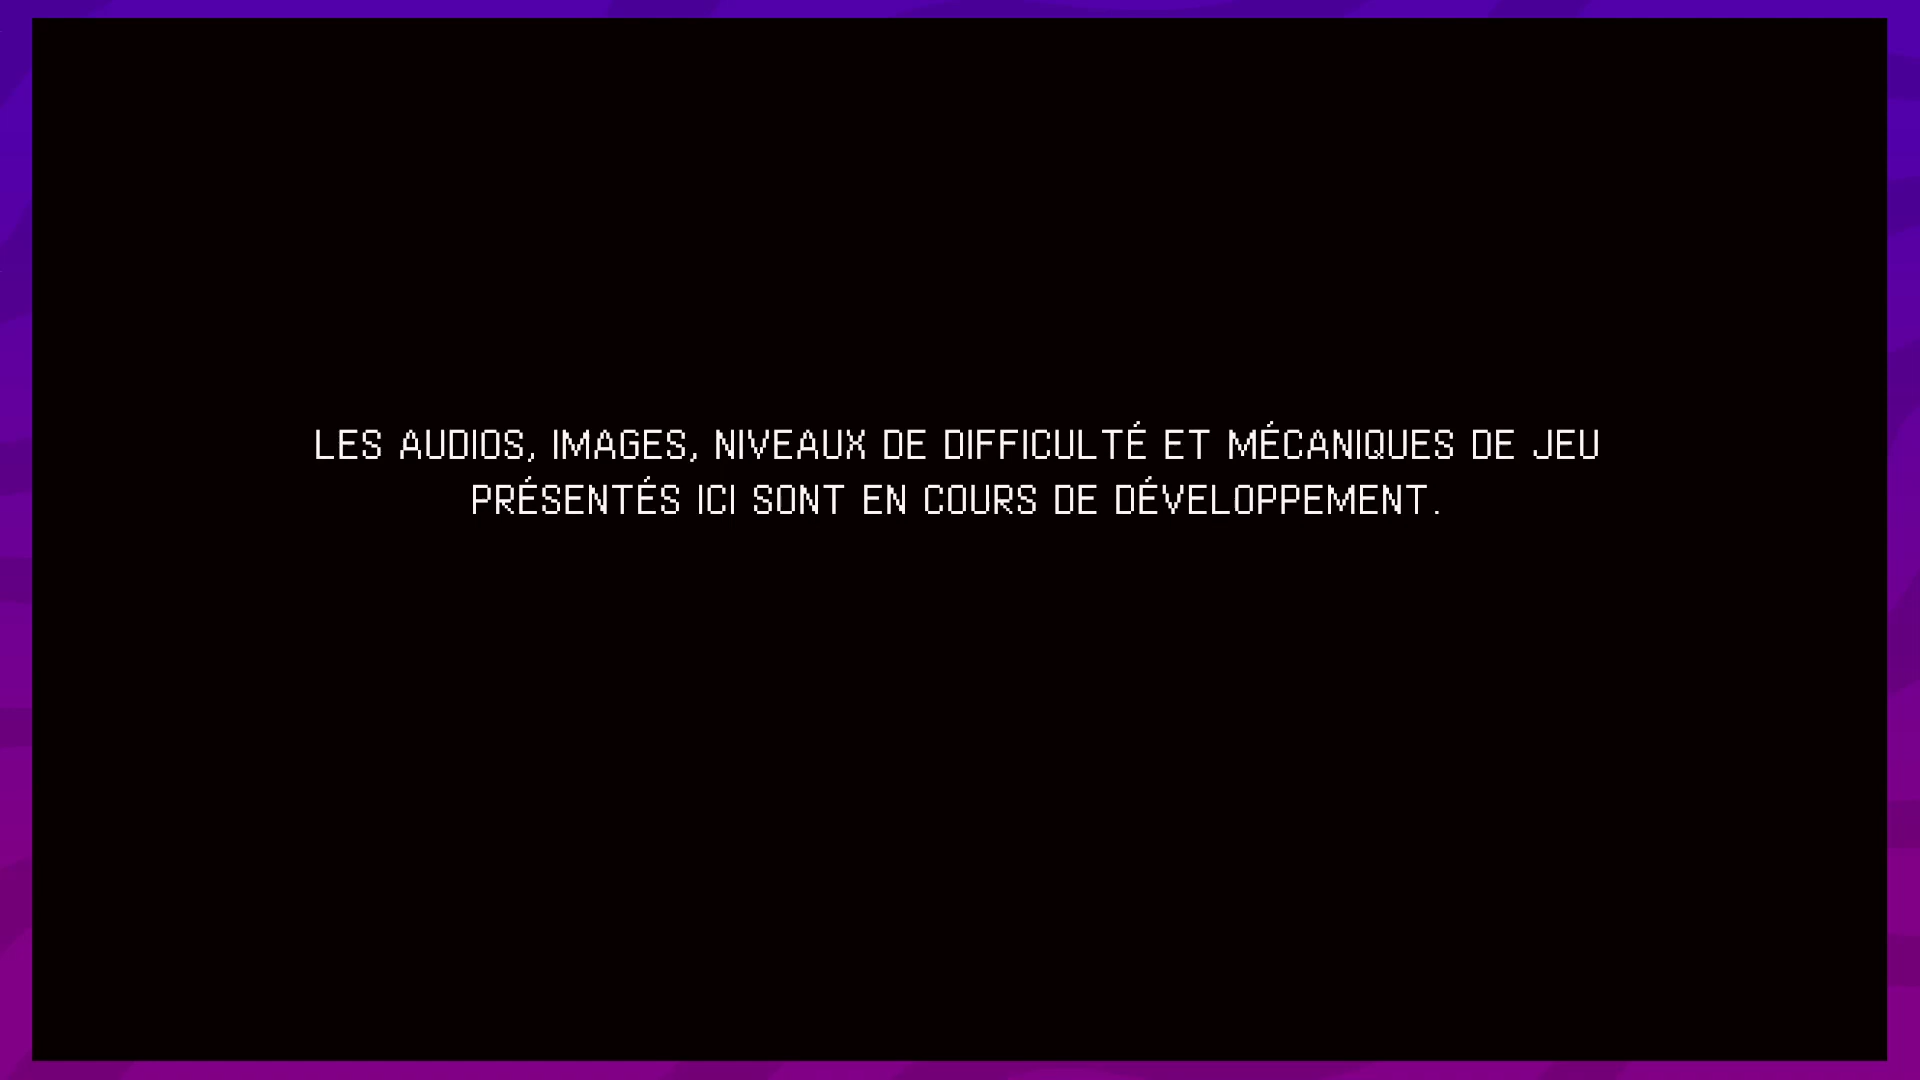 LES AUDIOS, IMAGES, NIVEAUX DE DIFFICULTÉ ET MÉCANIQUES DE JEU
PRÉSENTÉS ICI SONT EN COURS DE DÉVELOPPEMENT.